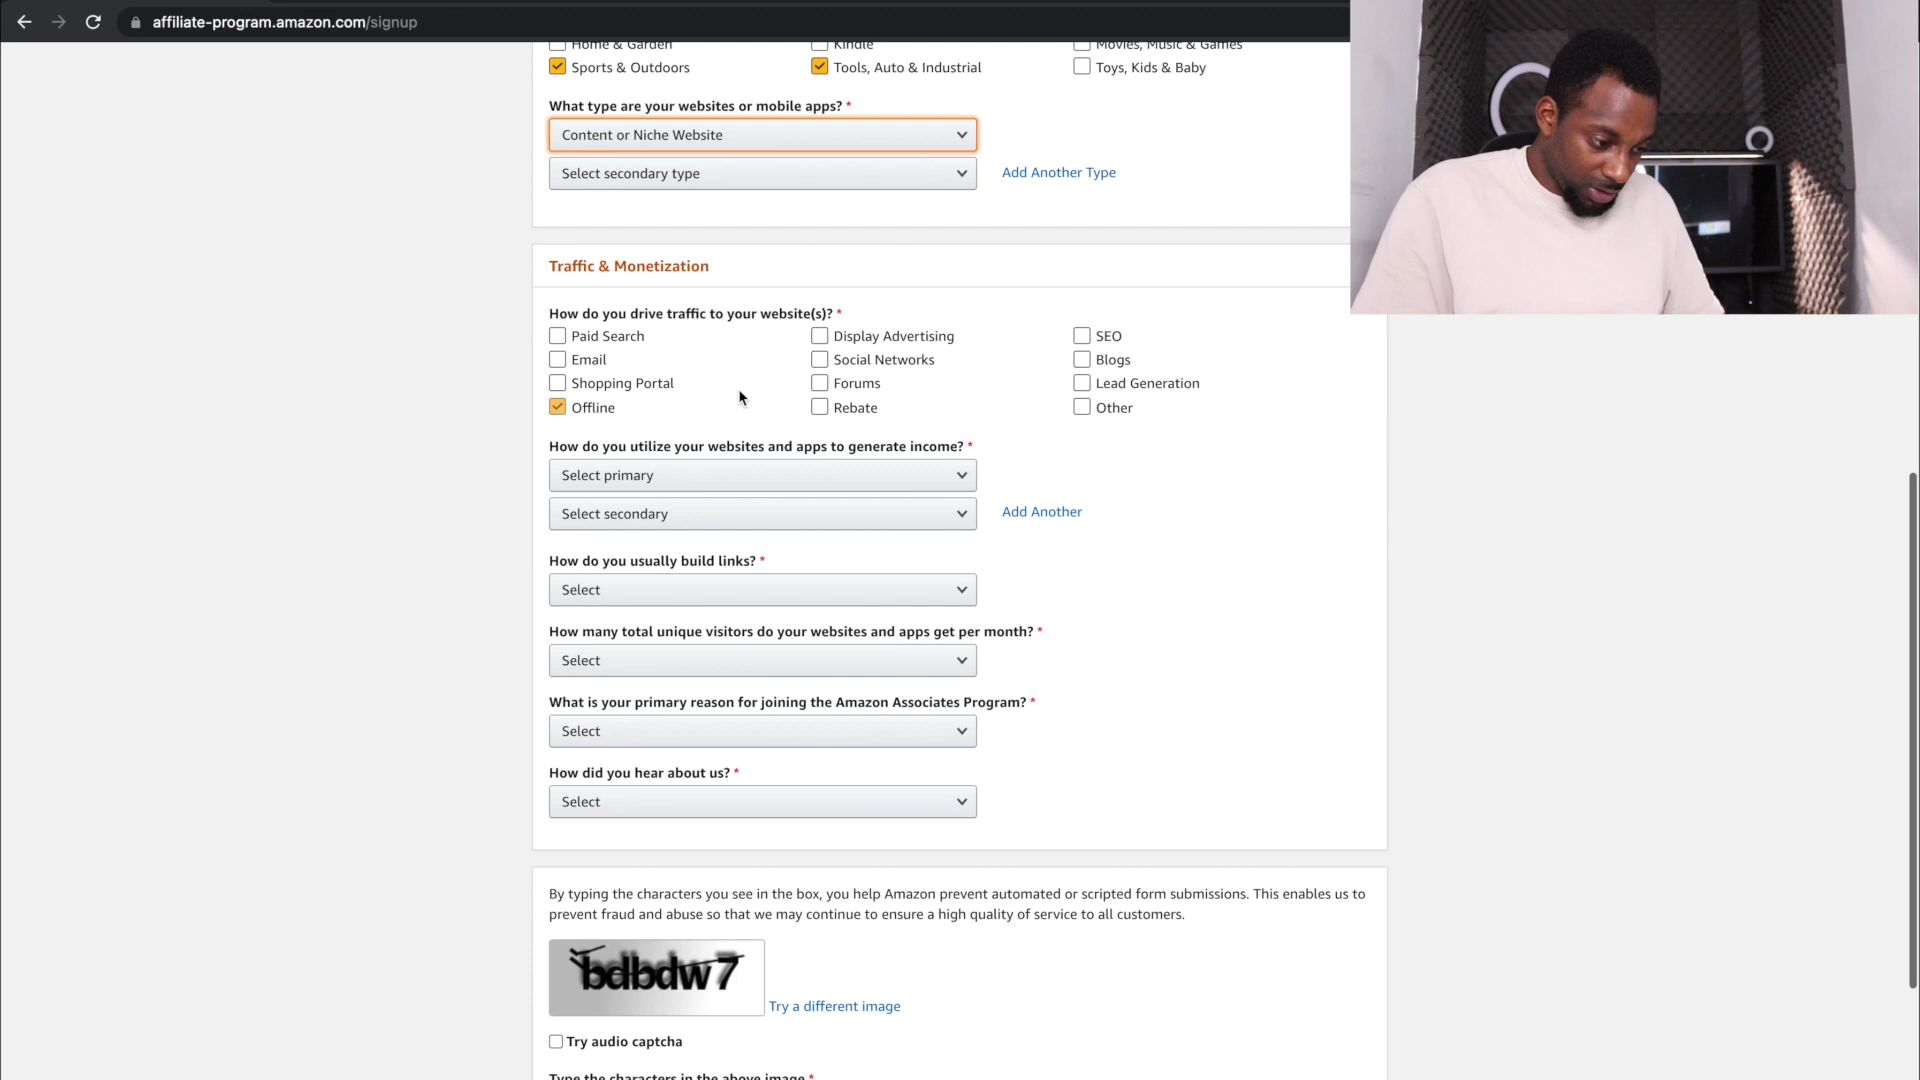 affiliate-program.amazon.com/signup
Home & Garden
Kindle
Movies, Music & Games
Sports & Outdoors
Tools, Auto & Industrial
Toys, Kids & Baby
What type are your websites or mobile apps? *
Content or Niche Website
Select secondary type
Add Another Type
Traffic & Monetization
How do you drive traffic to your website(s)? *
Paid Search
Display Advertising
SEO
Email
Social Networks
Blogs
Shopping Portal
Forums
Lead Generation
Offline
Rebate
Other
How do you utilize your websites and apps to generate income? *
Select primary
Select secondary
Add Another
How do you usually build links? *
Select
How many total unique visitors do your websites and apps get per month? *
Select
What is your primary reason for joining the Amazon Associates Program? *
Select
How did you hear about us? *
Select
By typing the characters you see in the box, you help Amazon prevent automated or scripted form submissions. This enables us to
prevent fraud and abuse so that we may continue to ensure a high quality of service to all customers.
bdbdw7
Try a different image
Try audio captcha
Type the characters in the above image *